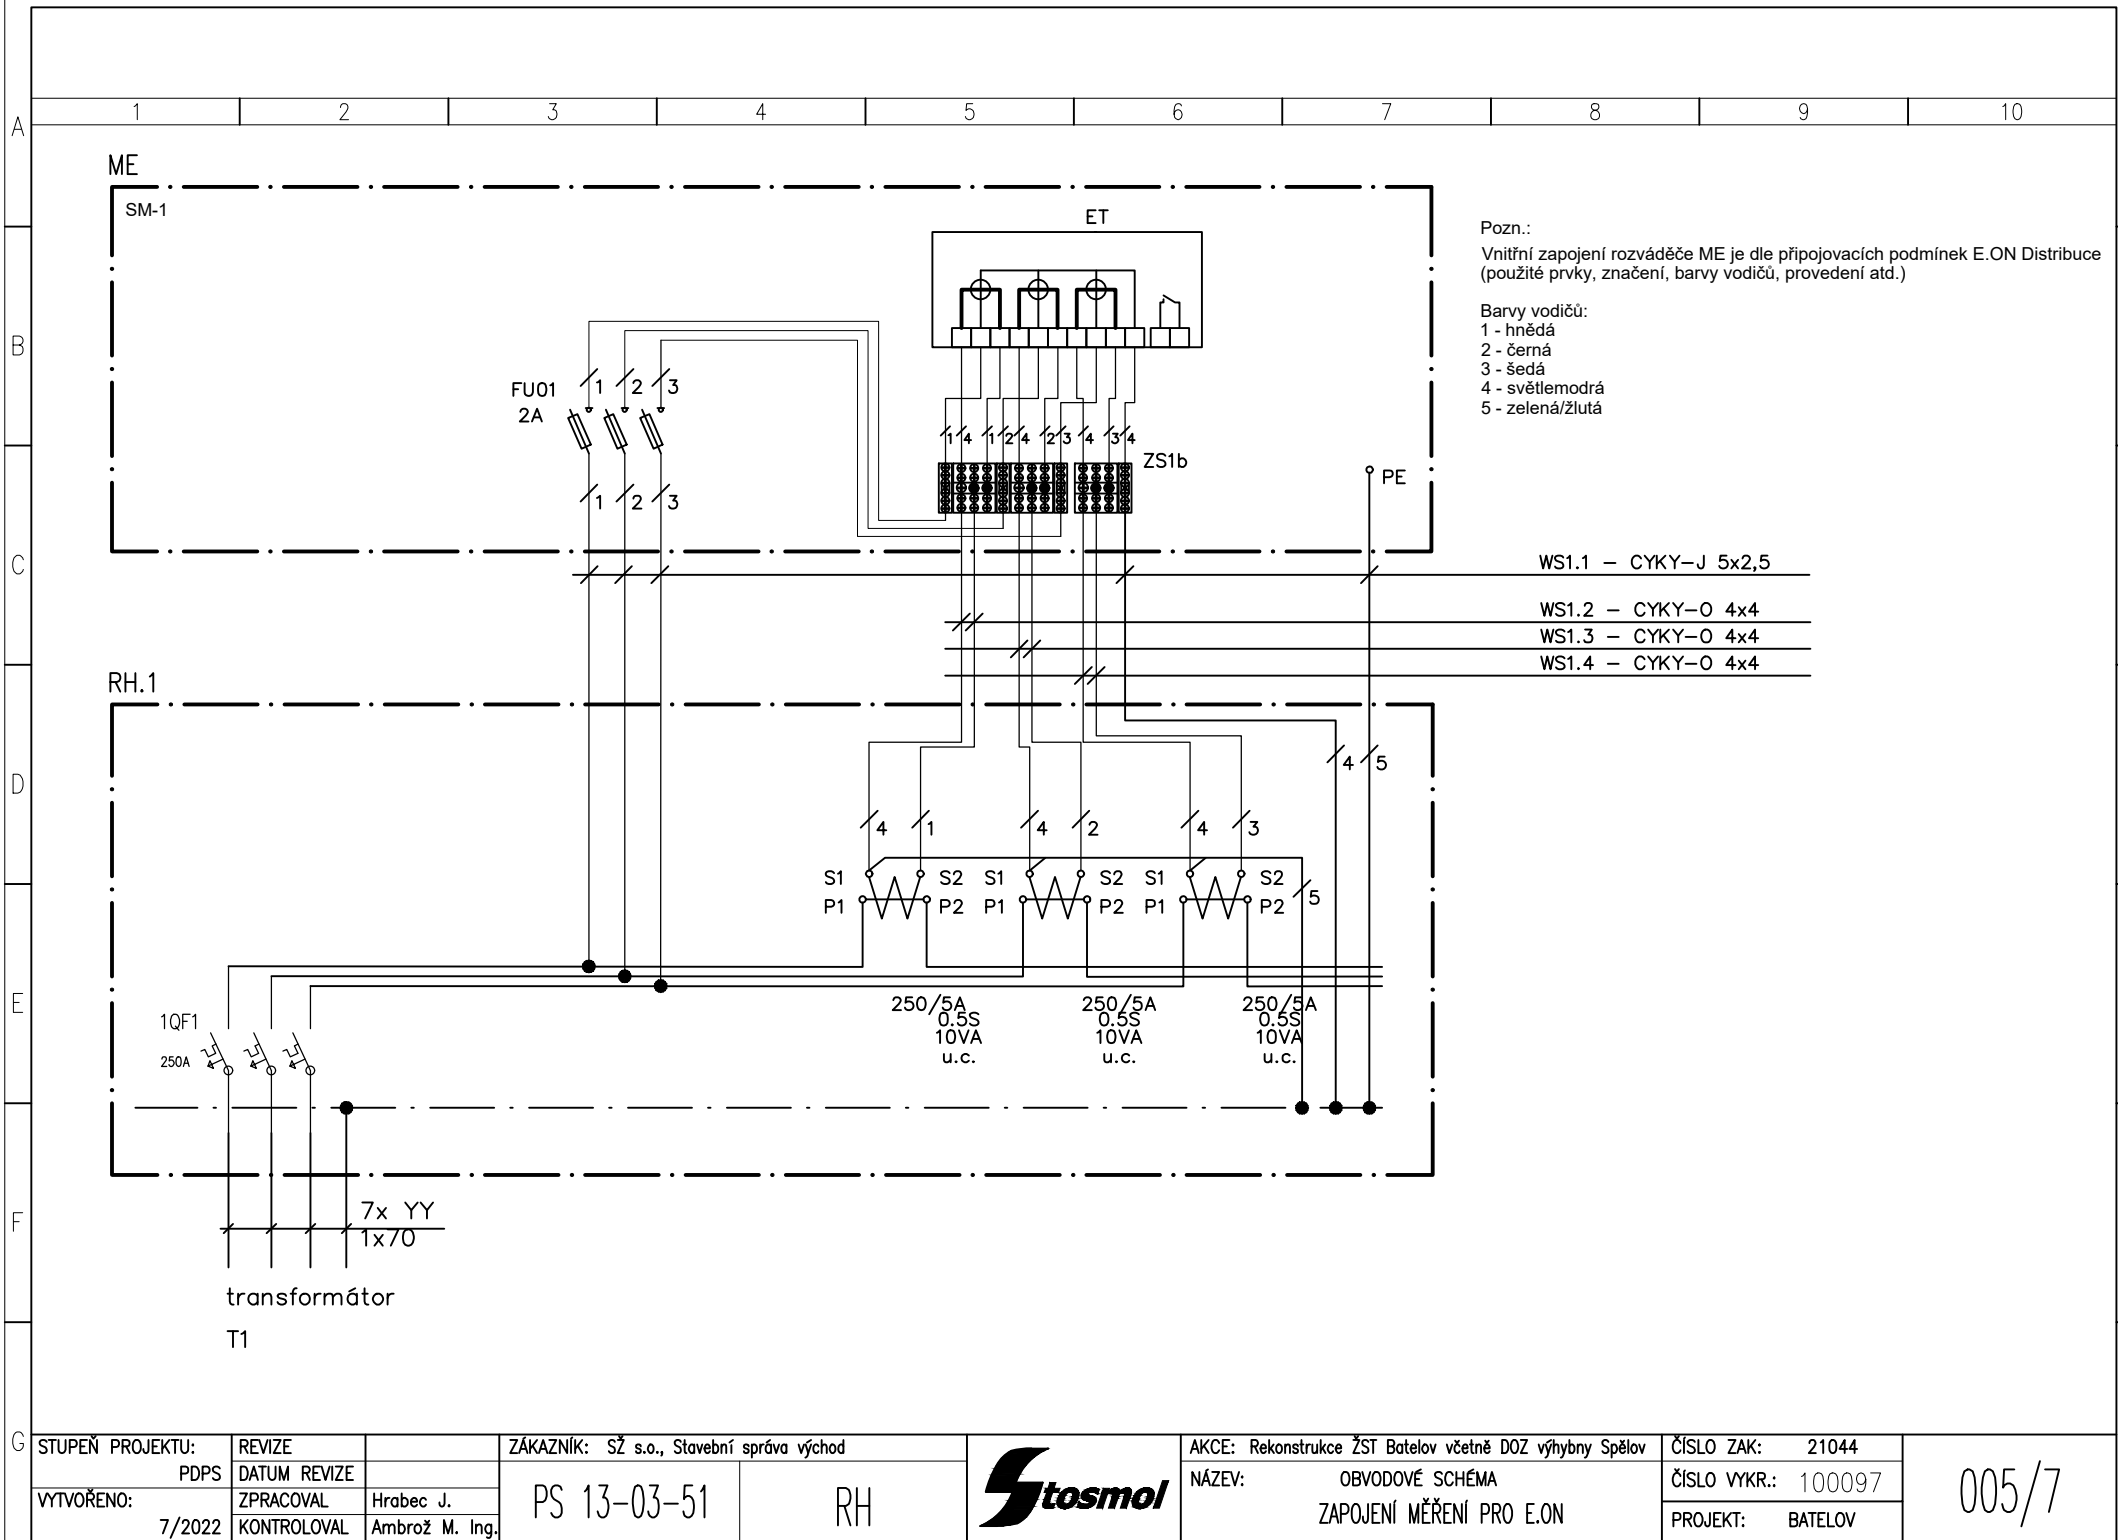 1 2 3 4 5 6 7 8 9 10
A
B
C
D
E
F
G
ME
SM-1
ET
Pozn.:
Vnitřní zapojení rozváděče ME je dle připojovacích podmínek E.ON Distribuce
(použité prvky, značení, barvy vodičů, provedení atd.)
Barvy vodičů:
1 - hnědá
2 - černá
3 - šedá
4 - světlemodrá
5 - zelená/žlutá
FU01
2A
1 2 3
1 4 1 2 4 2 3 4 3 4
ZS1b
PE
1 2 3
WS1.1 – CYKY–J 5x2,5
WS1.2 – CYKY–O 4x4
WS1.3 – CYKY–O 4x4
WS1.4 – CYKY–O 4x4
RH.1
4 5
4 1 4 2 4 3
S1 S2 S1 S2 S1 S2
P1 P2 P1 P2 P1 P2
5
250/5A 250/5A 250/5A
0.5S 0.5S 0.5S
10VA 10VA 10VA
u.c. u.c. u.c.
1QF1
250A
7x YY
1x70
transformátor
T1
STUPEŇ PROJEKTU:
PDPS
VYTVOŘENO:
7/2022
REVIZE
DATUM REVIZE
ZPRACOVAL Hrabec J.
KONTROLOVAL Ambrož M. Ing.
ZÁKAZNÍK: SŽ s.o., Stavební správa východ
PS 13–03–51
RH
Stosmol
AKCE: Rekonstrukce ŽST Batelov včetně DOZ výhybny Spělov
NÁZEV: OBVODOVÉ SCHÉMA
ZAPOJENÍ MĚŘENÍ PRO E.ON
ČÍSLO ZAK: 21044
ČÍSLO VYKR.: 100097
PROJEKT: BATELOV
005/7